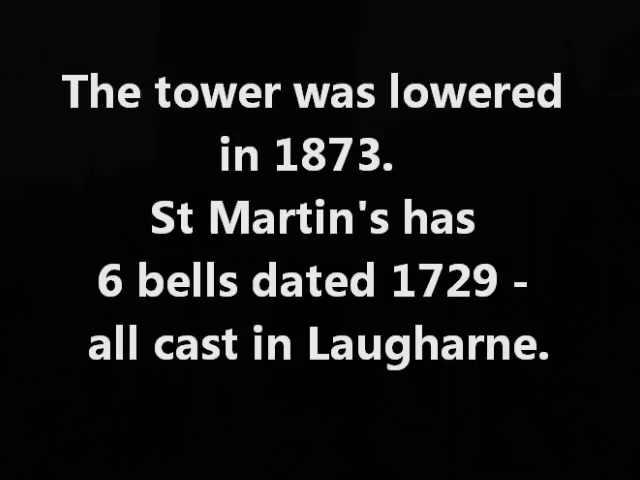 The tower was lowered
in 1873.
St Martin's has
6 bells dated 1729 -
all cast in Laugharne.